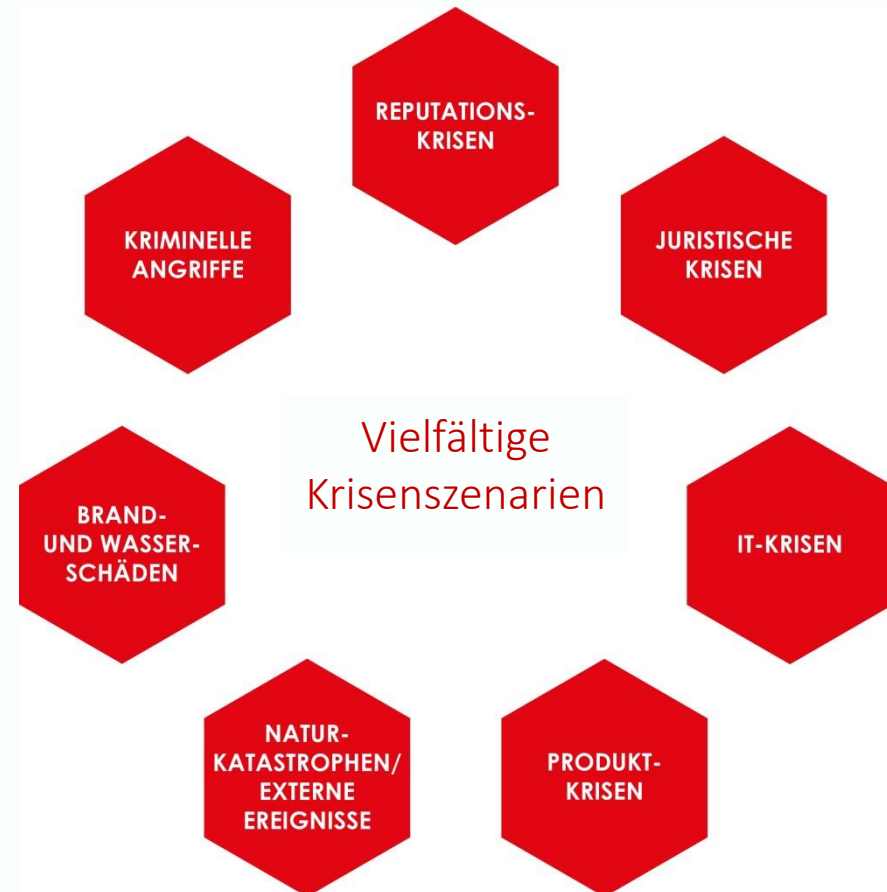 REPUTATIONS-
KRISEN
KRIMINELLE
ANGRIFFE
JURISTISCHE
KRISEN
Vielfältige
Krisenszenarien
BRAND-
UND WASSER-
SCHÄDEN
IT-KRISEN
NATUR-
KATASTROPHEN/
EXTERNE
EREIGNISSE
PRODUKT-
KRISEN